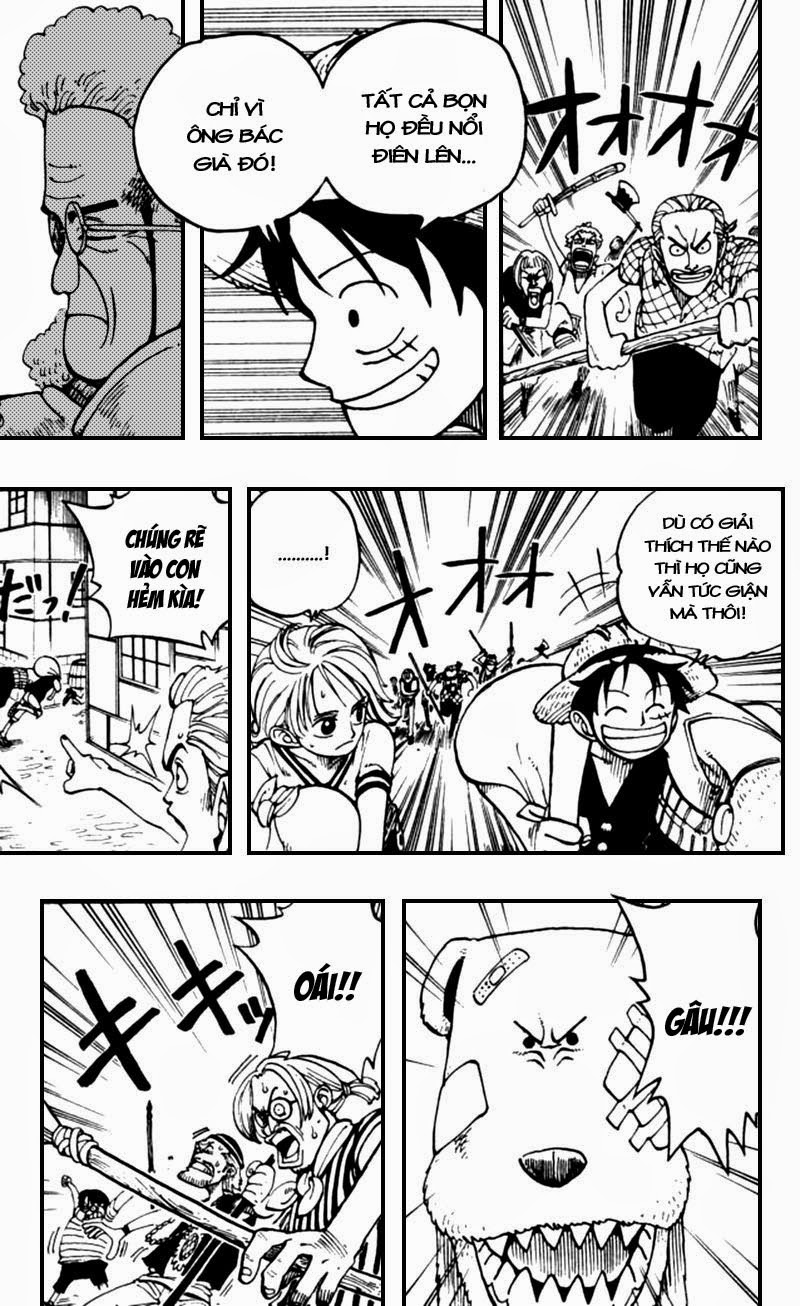 オオオ
TẤT CẢ BỌN
HỌ ĐỀU NỔI
ĐIÊN LÊN...
CHỈ VÌ
ÔNG BÁC
GIÀ ĐÓ!
DÙ CÓ GIẢI
THÍCH THẾ NÀO
THÌ HỌ CŨNG
VẪN TỨC GIẬN
MÀ THÔI!
オオオ
...........!
CHÚNG RẼ
VÀO CON
HẺM KÌA!
だっ!
GÂU!!!
OÁI!!
キキッ